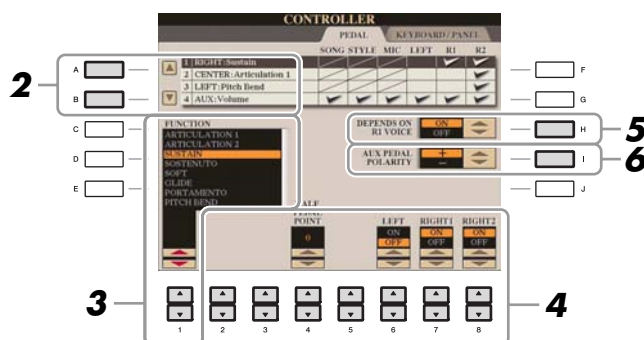 CONTROLLER
PEDAL KEYBOARD/PANEL
SONG STYLE MIC LEFT R1 R2
1 RIGHT:Sustain
2 CENTER:Articulation 1
3 LEFT:Pitch Bend
4 AUX:Volume
2
A
B
C
D
E
F
G
H
I
J
5
6
FUNCTION
ARTICULATION 1
ARTICULATION 2
SUSTAIN
SOSTENUTO
SOFT
GLIDE
PORTAMENTO
PITCH BEND
DEPENDS ON
R1 VOICE
ON
OFF
AUX PEDAL
POLARITY
+
−
POINT
0
LEFT RIGHT1 RIGHT2
ON ON ON
OFF OFF OFF
3
4
1 2 3 4 5 6 7 8